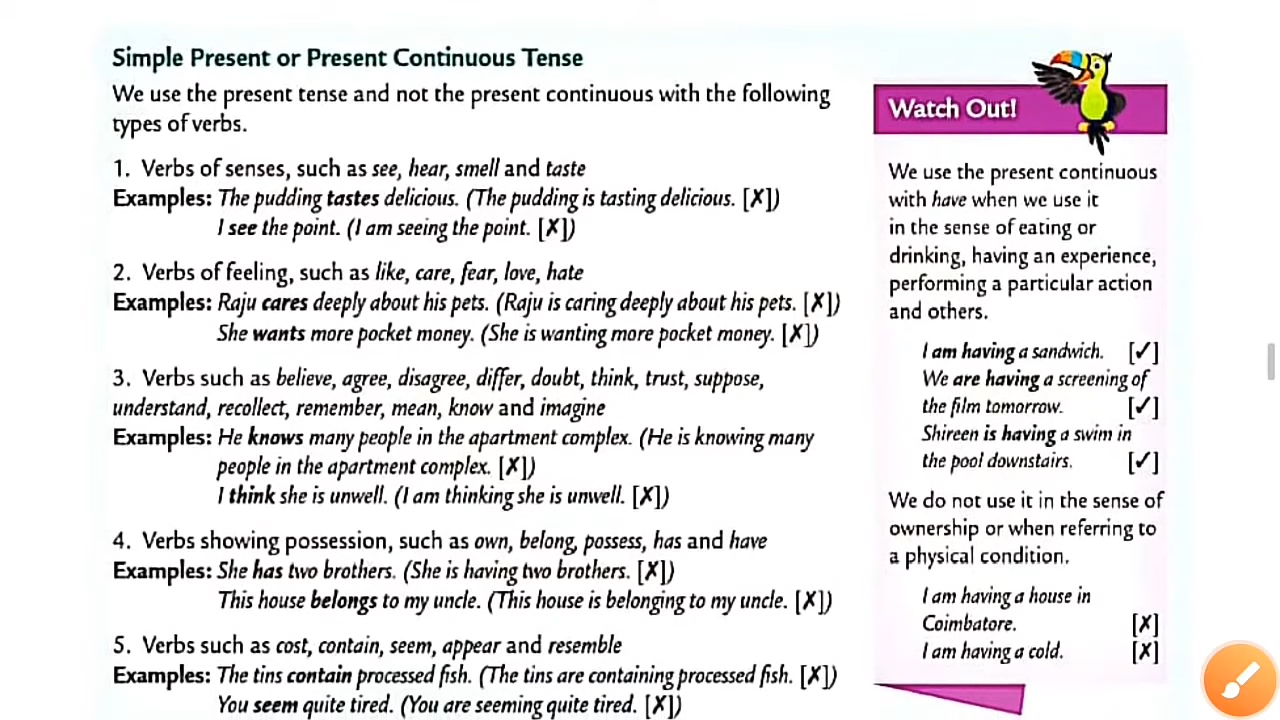 Simple Present or Present Continuous Tense
We use the present tense and not the present continuous with the following
types of verbs.
1. Verbs of senses, such as see, hear, smell and taste
Examples: The pudding tastes delicious. (The pudding is tasting delicious. [✗])
I see the point. (I am seeing the point. [✗])
2. Verbs of feeling, such as like, care, fear, love, hate
Examples: Raju cares deeply about his pets. (Raju is caring deeply about his pets. [✗])
She wants more pocket money. (She is wanting more pocket money. [✗])
3. Verbs such as believe, agree, disagree, differ, doubt, think, trust, suppose,
understand, recollect, remember, mean, know and imagine
Examples: He knows many people in the apartment complex. (He is knowing many
people in the apartment complex. [✗])
I think she is unwell. (I am thinking she is unwell. [✗])
4. Verbs showing possession, such as own, belong, possess, has and have
Examples: She has two brothers. (She is having two brothers. [✗])
This house belongs to my uncle. (This house is belonging to my uncle. [✗])
5. Verbs such as cost, contain, seem, appear and resemble
Examples: The tins contain processed fish. (The tins are containing processed fish. [✗])
You seem quite tired. (You are seeming quite tired. [✗])
Watch Out!
We use the present continuous
with have when we use it
in the sense of eating or
drinking, having an experience,
performing a particular action
and others.
I am having a sandwich. [✓]
We are having a screening of
the film tomorrow. [✓]
Shireen is having a swim in
the pool downstairs. [✓]
We do not use it in the sense of
ownership or when referring to
a physical condition.
I am having a house in
Coimbatore. [✗]
I am having a cold. [✗]